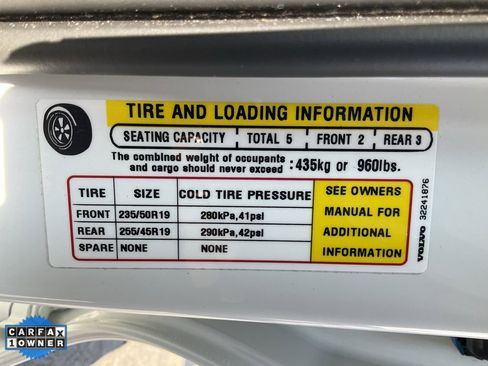 TIRE AND LOADING INFORMATION
SEATING CAPACITY TOTAL 5 FRONT 2 REAR 3
The combined weight of occupants
and cargo should never exceed :435kg or 960lbs.
TIRE SIZE COLD TIRE PRESSURE
FRONT 235/50R19 280kPa,41psi
REAR 255/45R19 290kPa,42psi
SPARE NONE NONE
SEE OWNERS
MANUAL FOR
ADDITIONAL
INFORMATION
VOLVO 32241876
CARFAX
1 OWNER